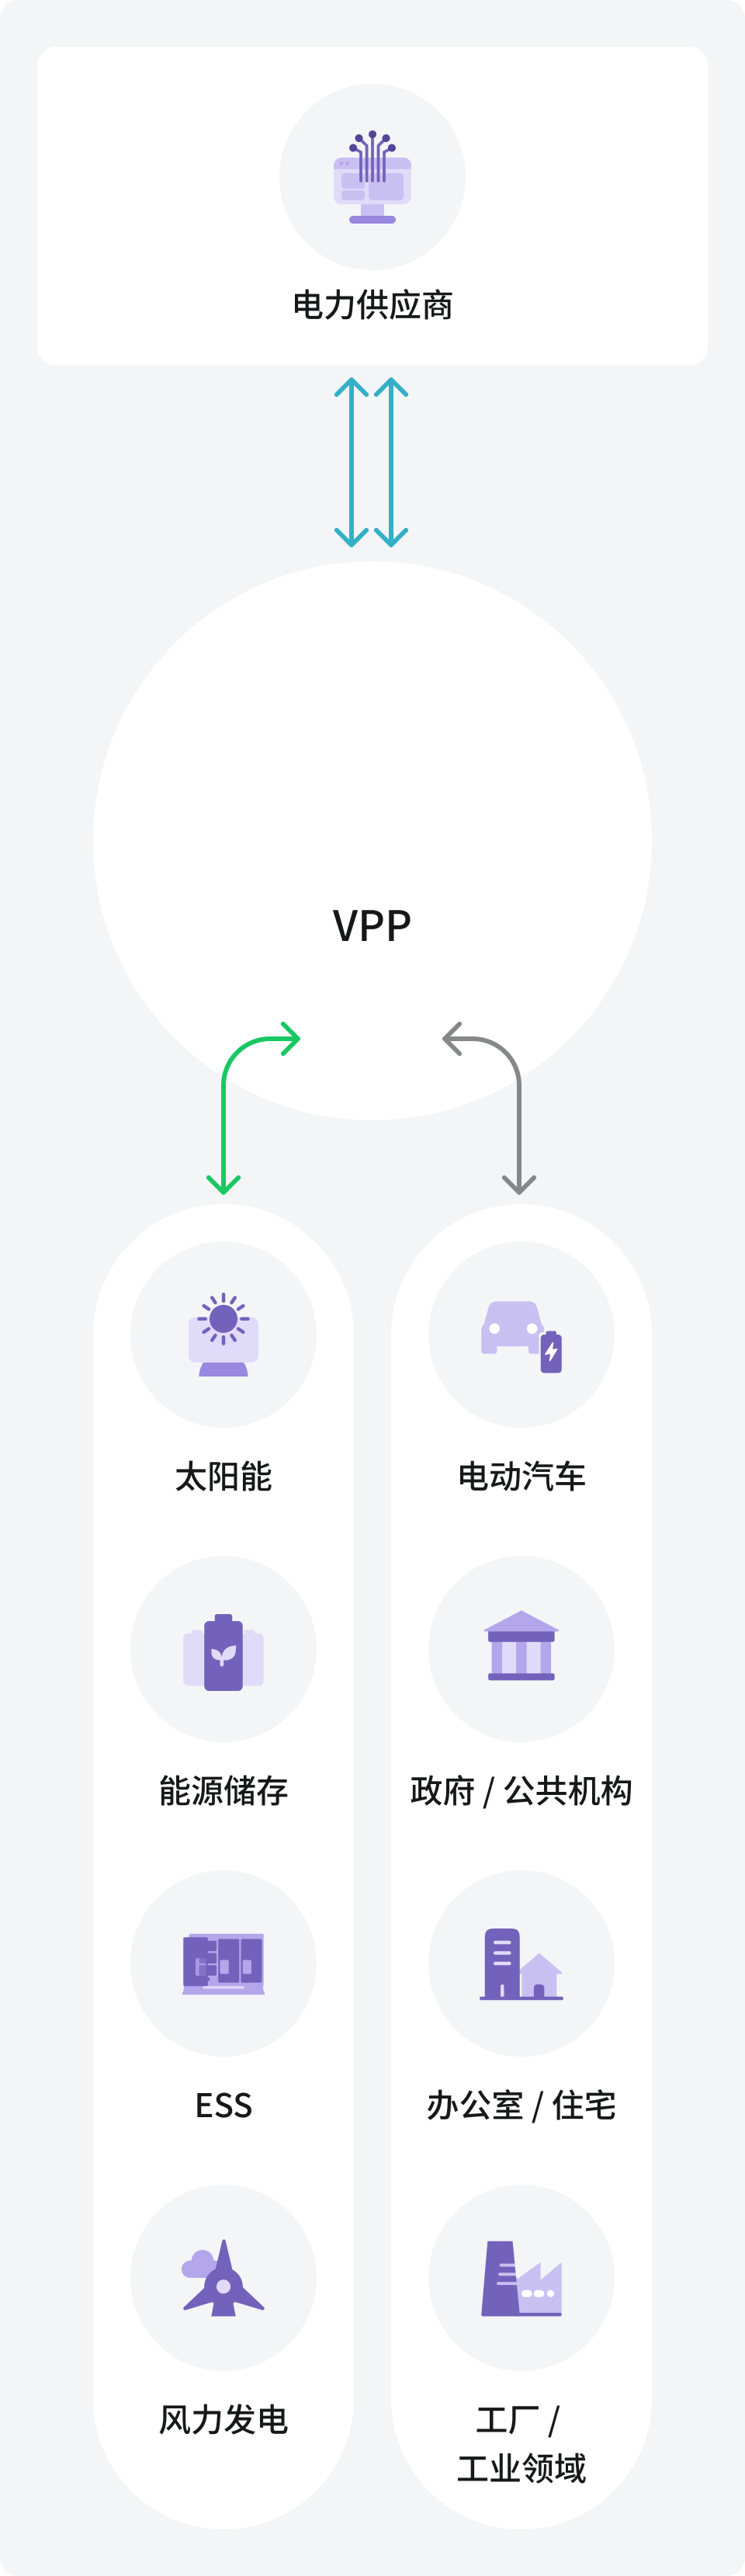 电力供应商
VPP
太阳能
能源储存
ESS
风力发电
电动汽车
政府 / 公共机构
办公室 / 住宅
工厂 /
工业领域